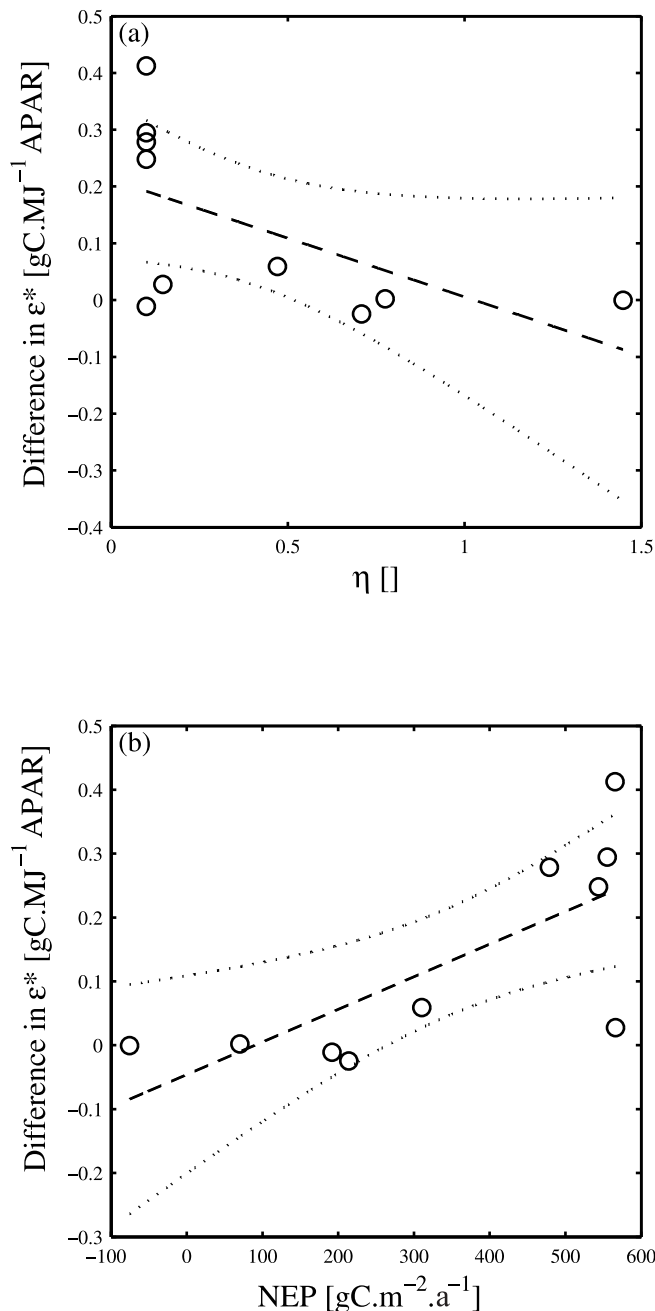 (a)
0.5
0.4
0.3
0.2
0.1
0
−0.1
−0.2
−0.3
−0.4
Difference in ε* [gC.MJ⁻¹ APAR]
0 0.5 1 1.5
η []
(b)
0.5
0.4
0.3
0.2
0.1
0
−0.1
−0.2
−0.3
Difference in ε* [gC.MJ⁻¹ APAR]
−100 0 100 200 300 400 500 600
NEP [gC.m⁻².a⁻¹]